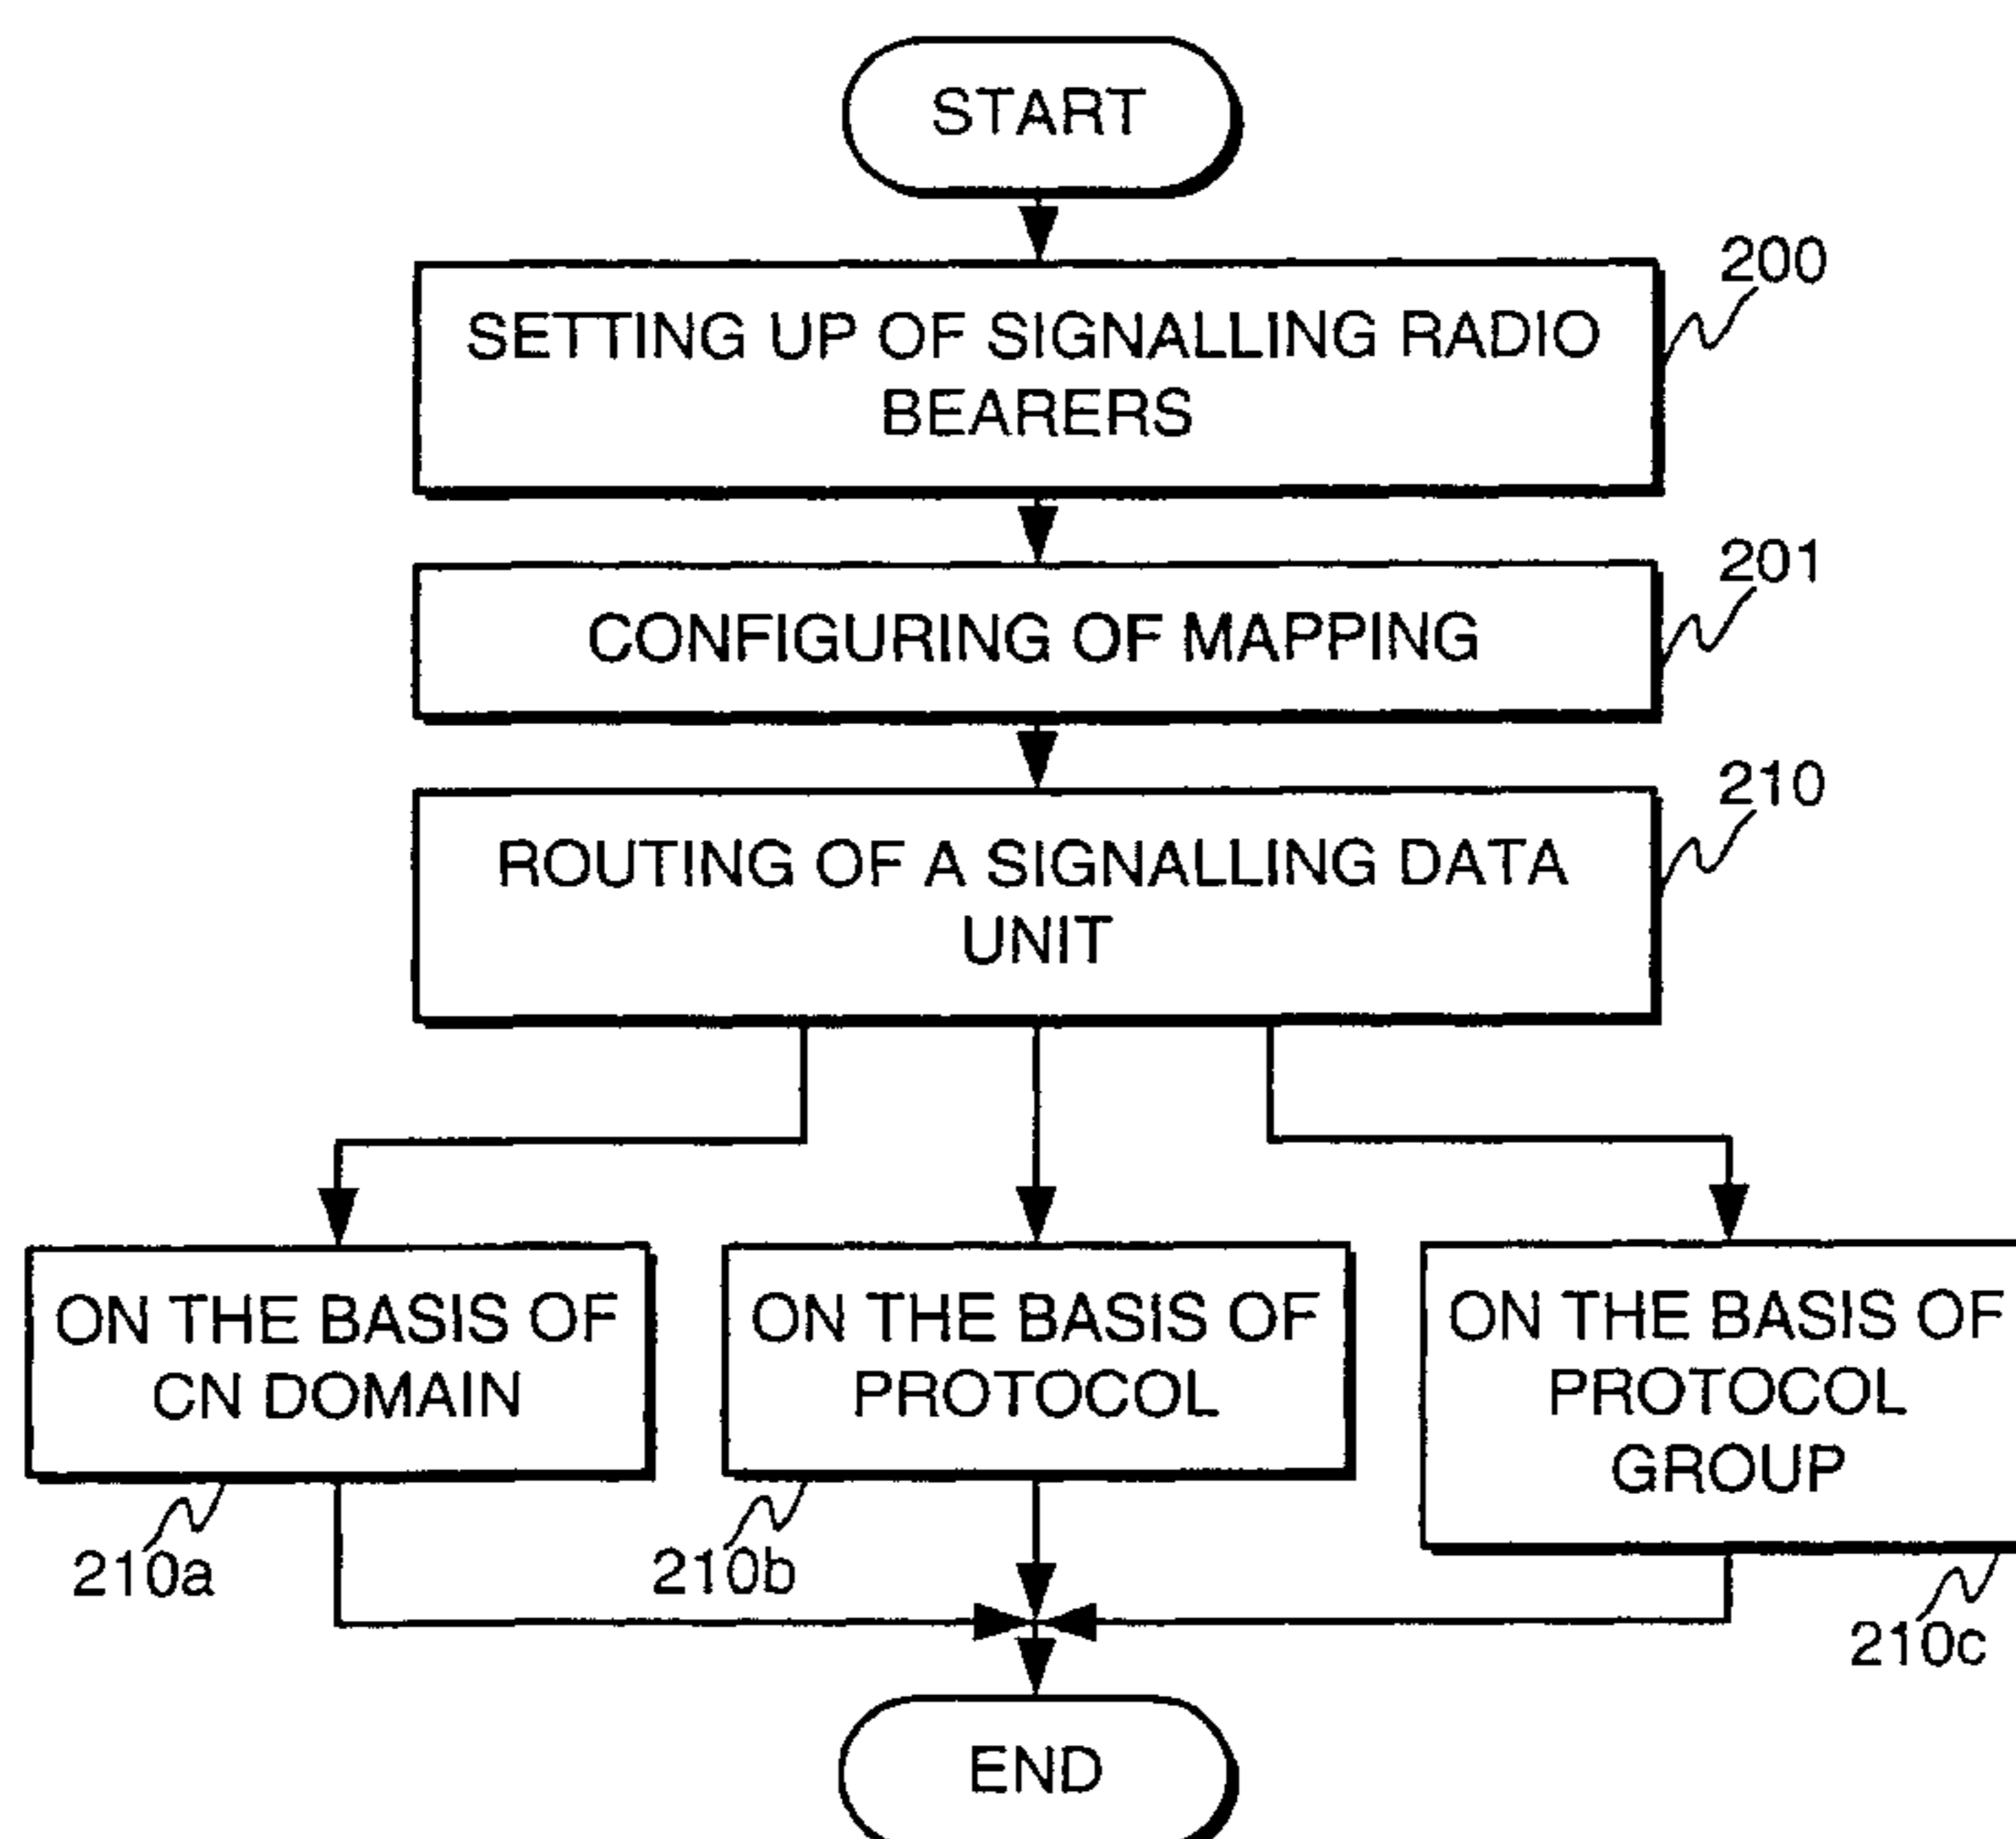 START
200
SETTING UP OF SIGNALLING RADIO
BEARERS
201
CONFIGURING OF MAPPING
210
ROUTING OF A SIGNALLING DATA
UNIT
ON THE BASIS OF
CN DOMAIN
210a
ON THE BASIS OF
PROTOCOL
210b
ON THE BASIS OF
PROTOCOL
GROUP
210c
END